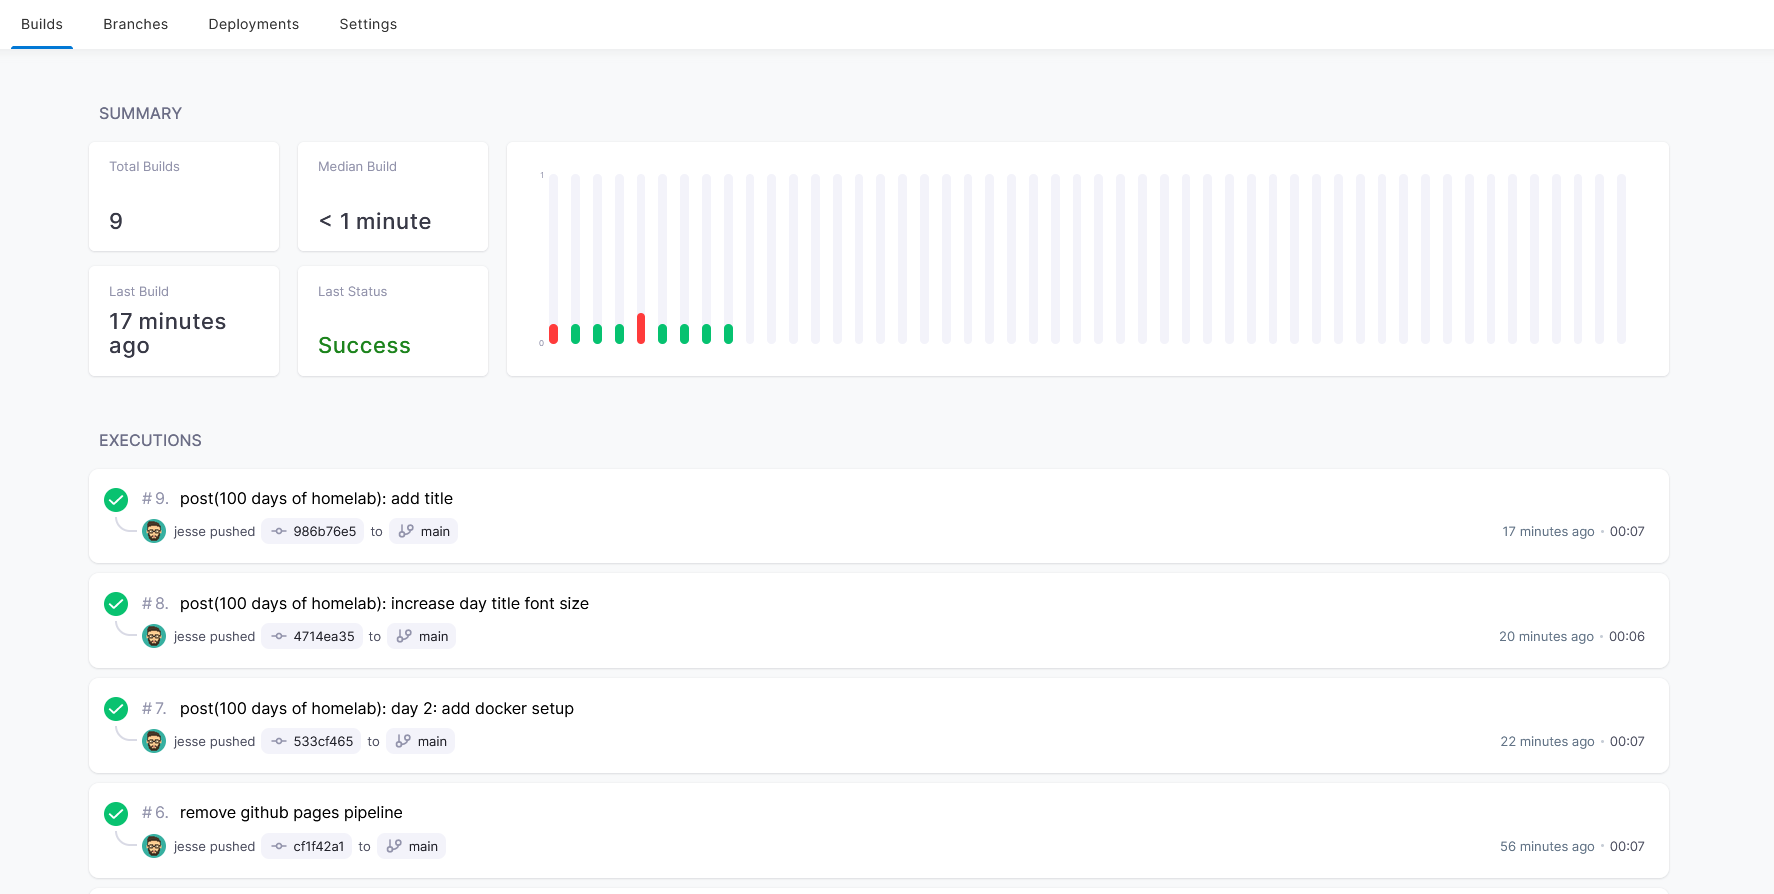 Builds Branches Deployments Settings
SUMMARY
Total Builds
9
Median Build
< 1 minute
Last Build
17 minutes
ago
Last Status
Success
1
0
EXECUTIONS
# 9. post(100 days of homelab): add title
jesse pushed 986b76e5 to main 17 minutes ago • 00:07
# 8. post(100 days of homelab): increase day title font size
jesse pushed 4714ea35 to main 20 minutes ago • 00:06
# 7. post(100 days of homelab): day 2: add docker setup
jesse pushed 533cf465 to main 22 minutes ago • 00:07
# 6. remove github pages pipeline
jesse pushed cf1f42a1 to main 56 minutes ago • 00:07